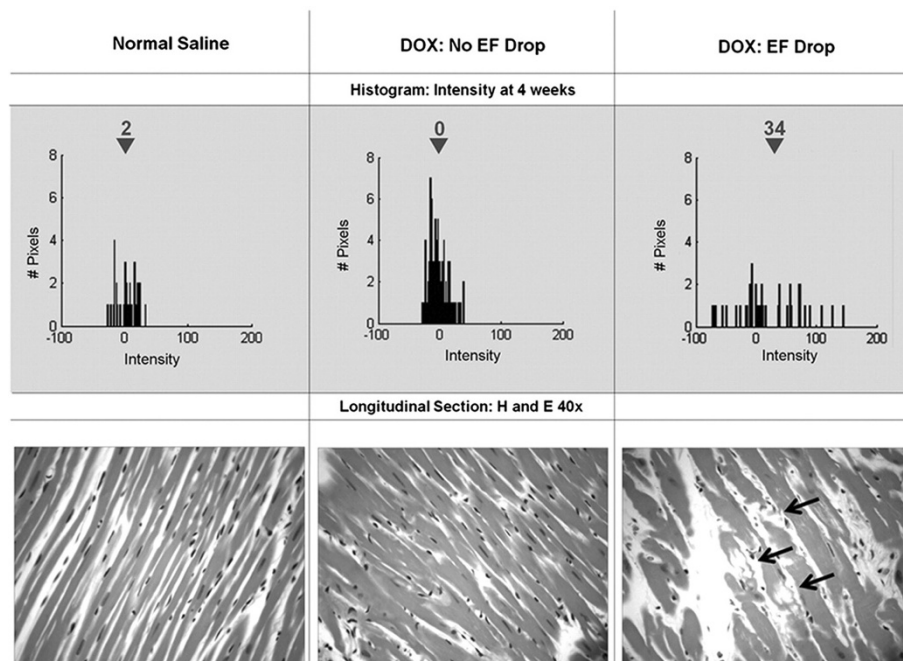 Normal Saline
DOX: No EF Drop
DOX: EF Drop
Histogram: Intensity at 4 weeks
2
8
6
4
2
0
# Pixels
-100
0
100
200
Intensity
0
8
6
4
2
0
# Pixels
-100
0
100
200
Intensity
34
8
6
4
2
0
# Pixels
-100
0
100
200
Intensity
Longitudinal Section: H and E 40x